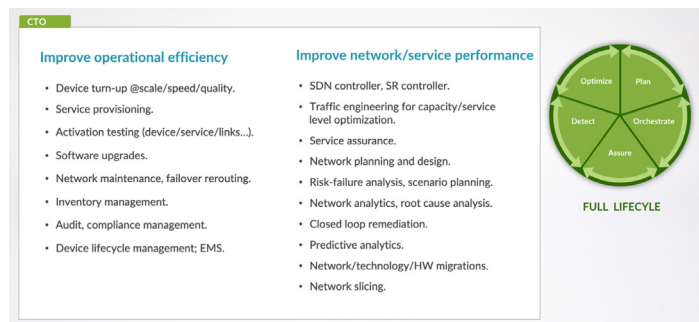 CTO
Improve operational efficiency
• Device turn-up @scale/speed/quality.
• Service provisioning.
• Activation testing (device/service/links...).
• Software upgrades.
• Network maintenance, failover rerouting.
• Inventory management.
• Audit, compliance management.
• Device lifecycle management; EMS.
Improve network/service performance
• SDN controller, SR controller.
• Traffic engineering for capacity/service
level optimization.
• Service assurance.
• Network planning and design.
• Risk-failure analysis, scenario planning.
• Network analytics, root cause analysis.
• Closed loop remediation.
• Predictive analytics.
• Network/technology/HW migrations.
• Network slicing.
Optimize
Plan
Detect
Orchestrate
Assure
FULL LIFECYLE